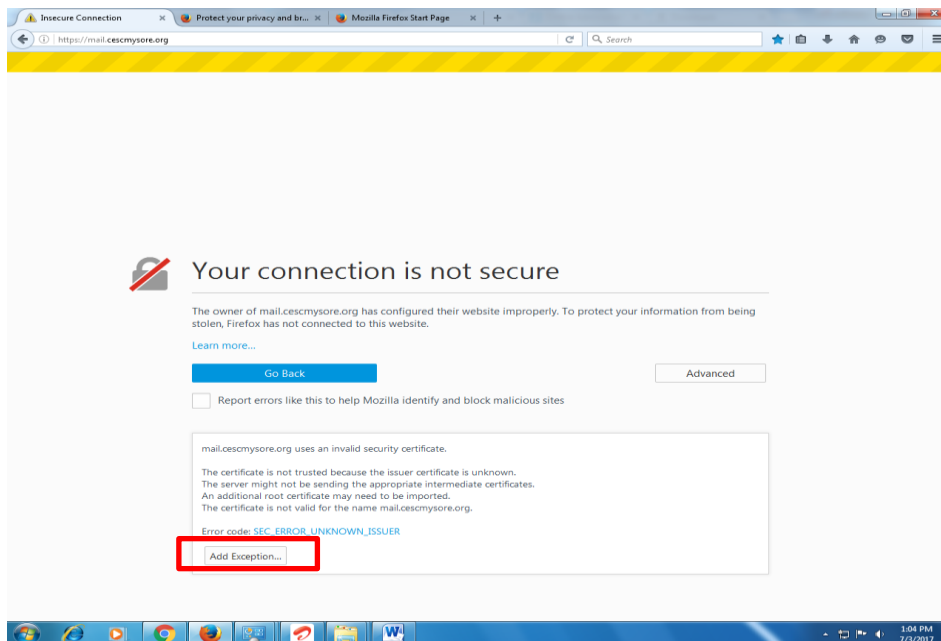 Insecure Connection
Protect your privacy and br...
Mozilla Firefox Start Page
https://mail.cescmysore.org
Search
Your connection is not secure
The owner of mail.cescmysore.org has configured their website improperly. To protect your information from being
stolen, Firefox has not connected to this website.
Learn more...
Go Back
Advanced
Report errors like this to help Mozilla identify and block malicious sites
mail.cescmysore.org uses an invalid security certificate.
The certificate is not trusted because the issuer certificate is unknown.
The server might not be sending the appropriate intermediate certificates.
An additional root certificate may need to be imported.
The certificate is not valid for the name mail.cescmysore.org.
Error code: SEC_ERROR_UNKNOWN_ISSUER
Add Exception...
1:04 PM
7/3/2017